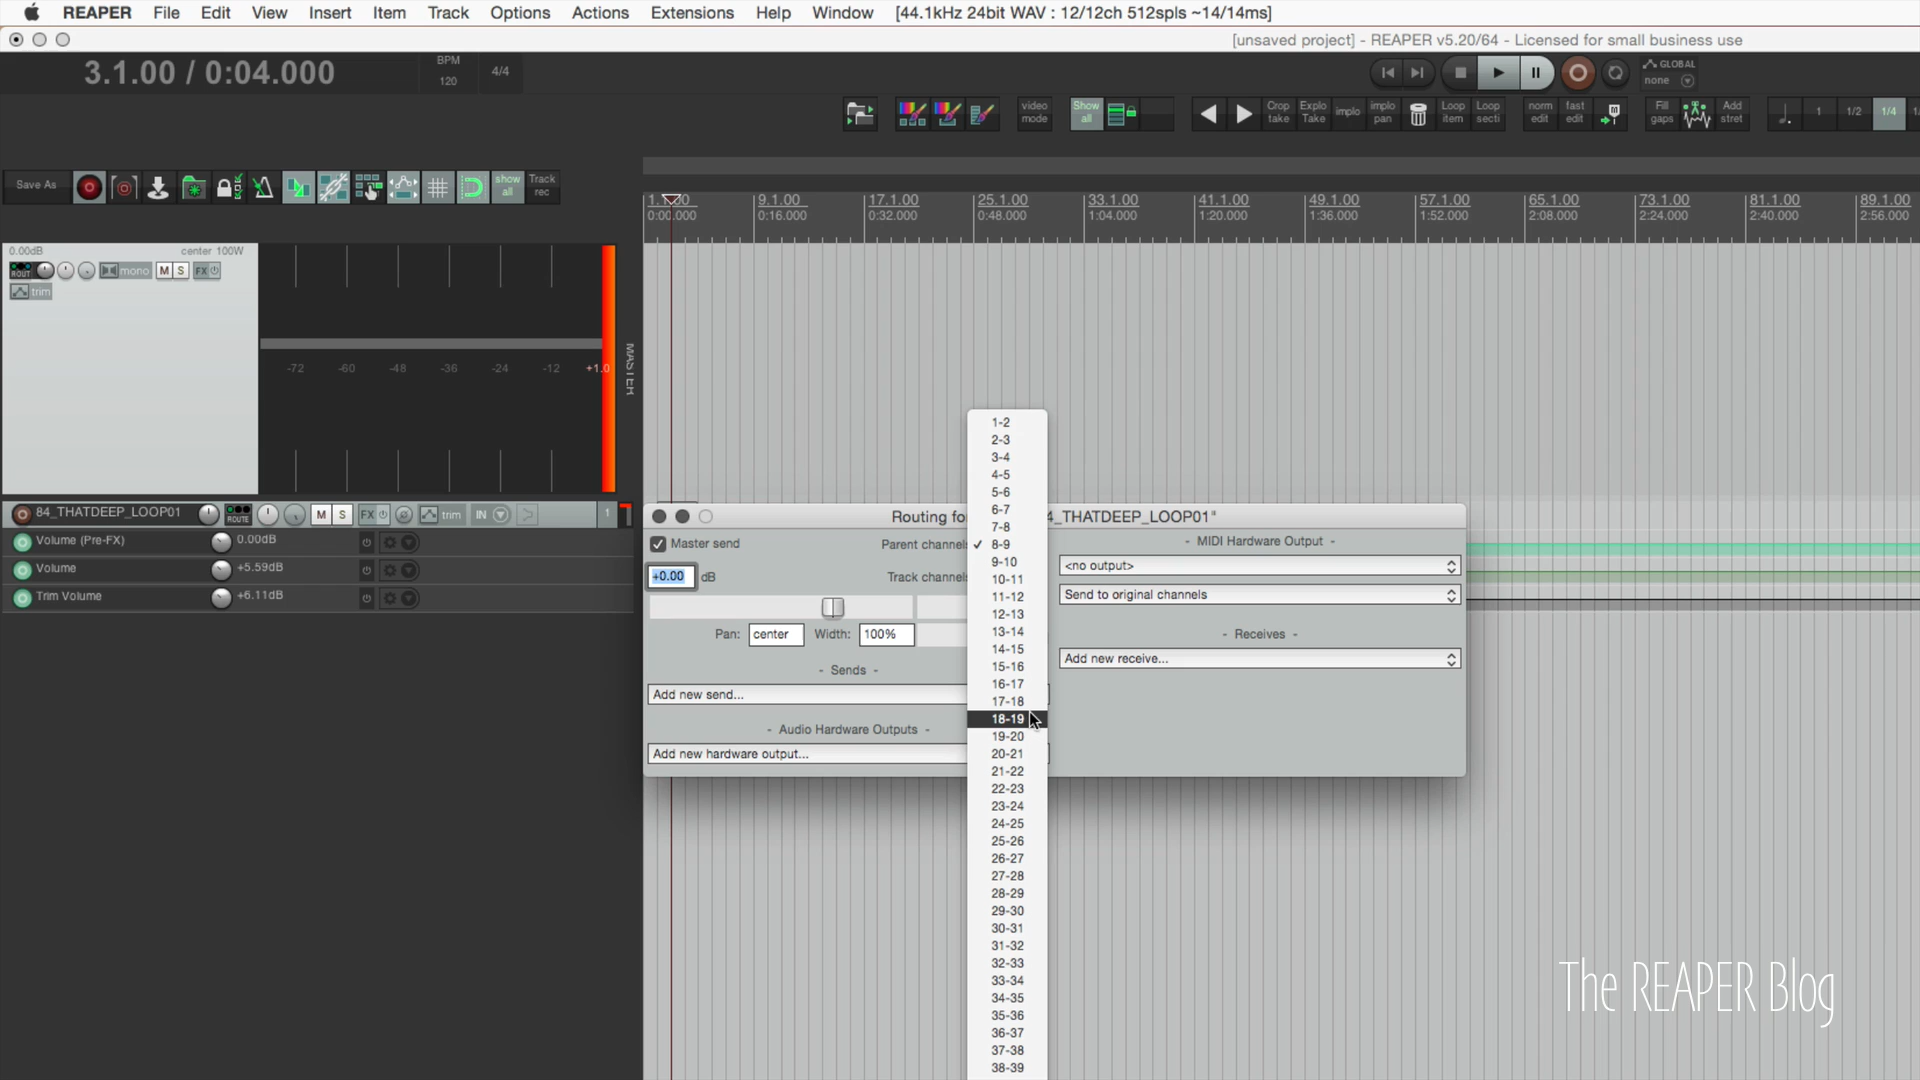 REAPER File Edit View Insert Item Track Options Actions Extensions Help Window [44.1kHz 24bit WAV : 12/12ch 512spls ~14/14ms]
[unsaved project] - REAPER v5.20/64 - Licensed for small business use
3.1.00 / 0:04.000
BPM
120
4/4
GLOBAL
none
video
mode
Show
all
Crop
take
Explo
Take
implo
implo
pan
Loop
item
Loop
secti
norm
edit
fast
edit
Fill
gaps
Add
stret
1
1/2
1/4
Save As
show
all
Track
rec
9.1.00
0:16.000
17.1.00
0:32.000
25.1.00
0:48.000
33.1.00
1:04.000
41.1.00
1:20.000
49.1.00
1:36.000
57.1.00
1:52.000
65.1.00
2:08.000
73.1.00
2:24.000
81.1.00
2:40.000
89.1.00
2:56.000
0:00.000
0.00dB
center 100W
ROUT
mono
M S
FX
trim
-72 -60 -48 -36 -24 -12 +1.0
MASTER
84_THATDEEP_LOOP01
ROUTE
M S
FX
trim
IN
1
Volume (Pre-FX)
0.00dB
Volume
+5.59dB
Trim Volume
+6.11dB
Master send
+0.00
dB
Parent channels
Track channels
Pan:
center
Width:
100%
- Sends -
Add new send...
- Audio Hardware Outputs -
Add new hardware output...
- MIDI Hardware Output -
<no output>
Send to original channels
- Receives -
Add new receive...
1-2
2-3
3-4
4-5
5-6
6-7
7-8
✓ 8-9
9-10
10-11
11-12
12-13
13-14
14-15
15-16
16-17
17-18
18-19
19-20
20-21
21-22
22-23
23-24
24-25
25-26
26-27
27-28
28-29
29-30
30-31
31-32
32-33
33-34
34-35
35-36
36-37
37-38
38-39
The REAPER Blog